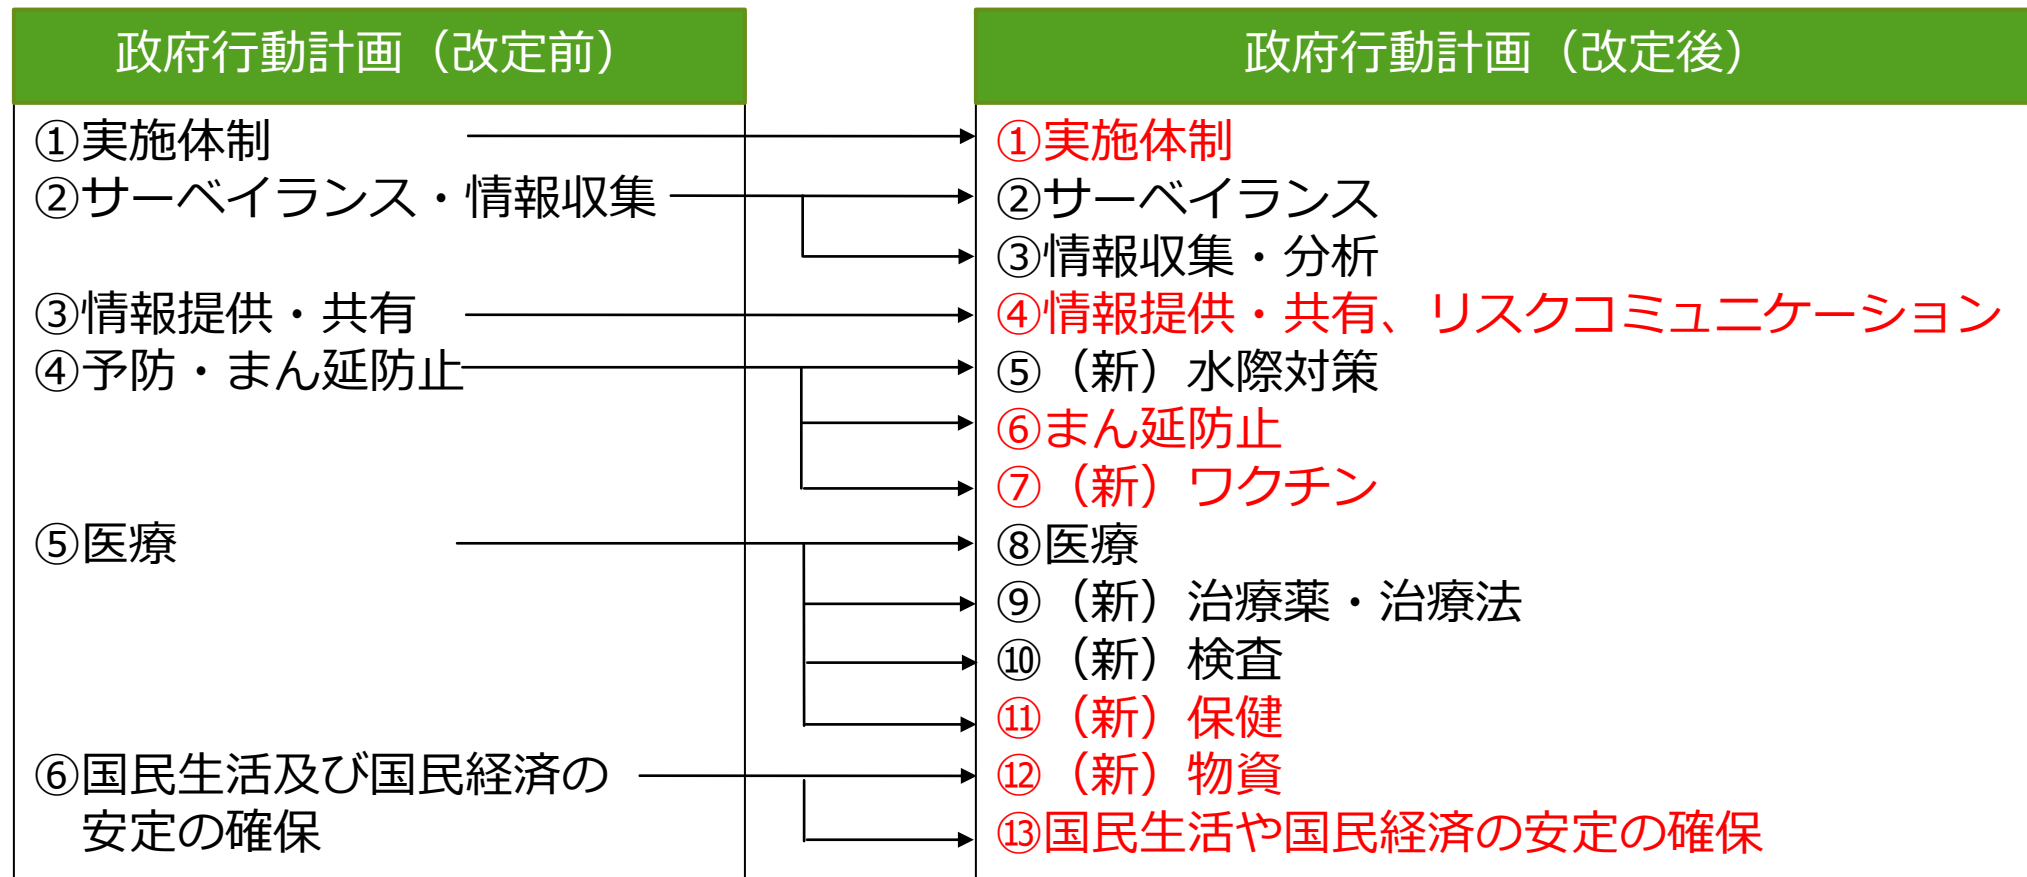 政府行動計画（改定前）
①実施体制
②サーベイランス・情報収集
③情報提供・共有
④予防・まん延防止
⑤医療
⑥国民生活及び国民経済の
安定の確保
政府行動計画（改定後）
①実施体制
②サーベイランス
③情報収集・分析
④情報提供・共有、リスクコミュニケーション
⑤（新）水際対策
⑥まん延防止
⑦（新）ワクチン
⑧医療
⑨（新）治療薬・治療法
⑩（新）検査
⑪（新）保健
⑫（新）物資
⑬国民生活や国民経済の安定の確保